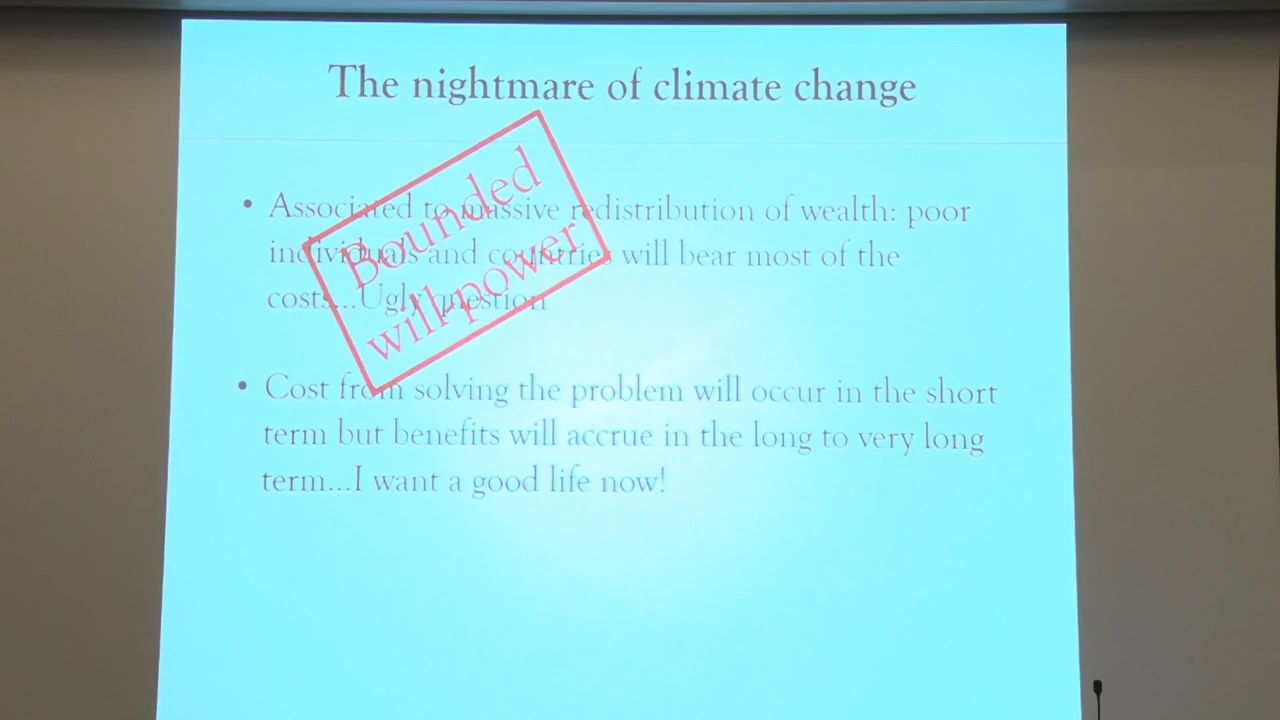 The nightmare of climate change
• Associated to massive redistribution of wealth: poor
individuals and countries will bear most of the
costs...Ugly question
Bounded
will power
• Cost from solving the problem will occur in the short
term but benefits will accrue in the long to very long
term...I want a good life now!